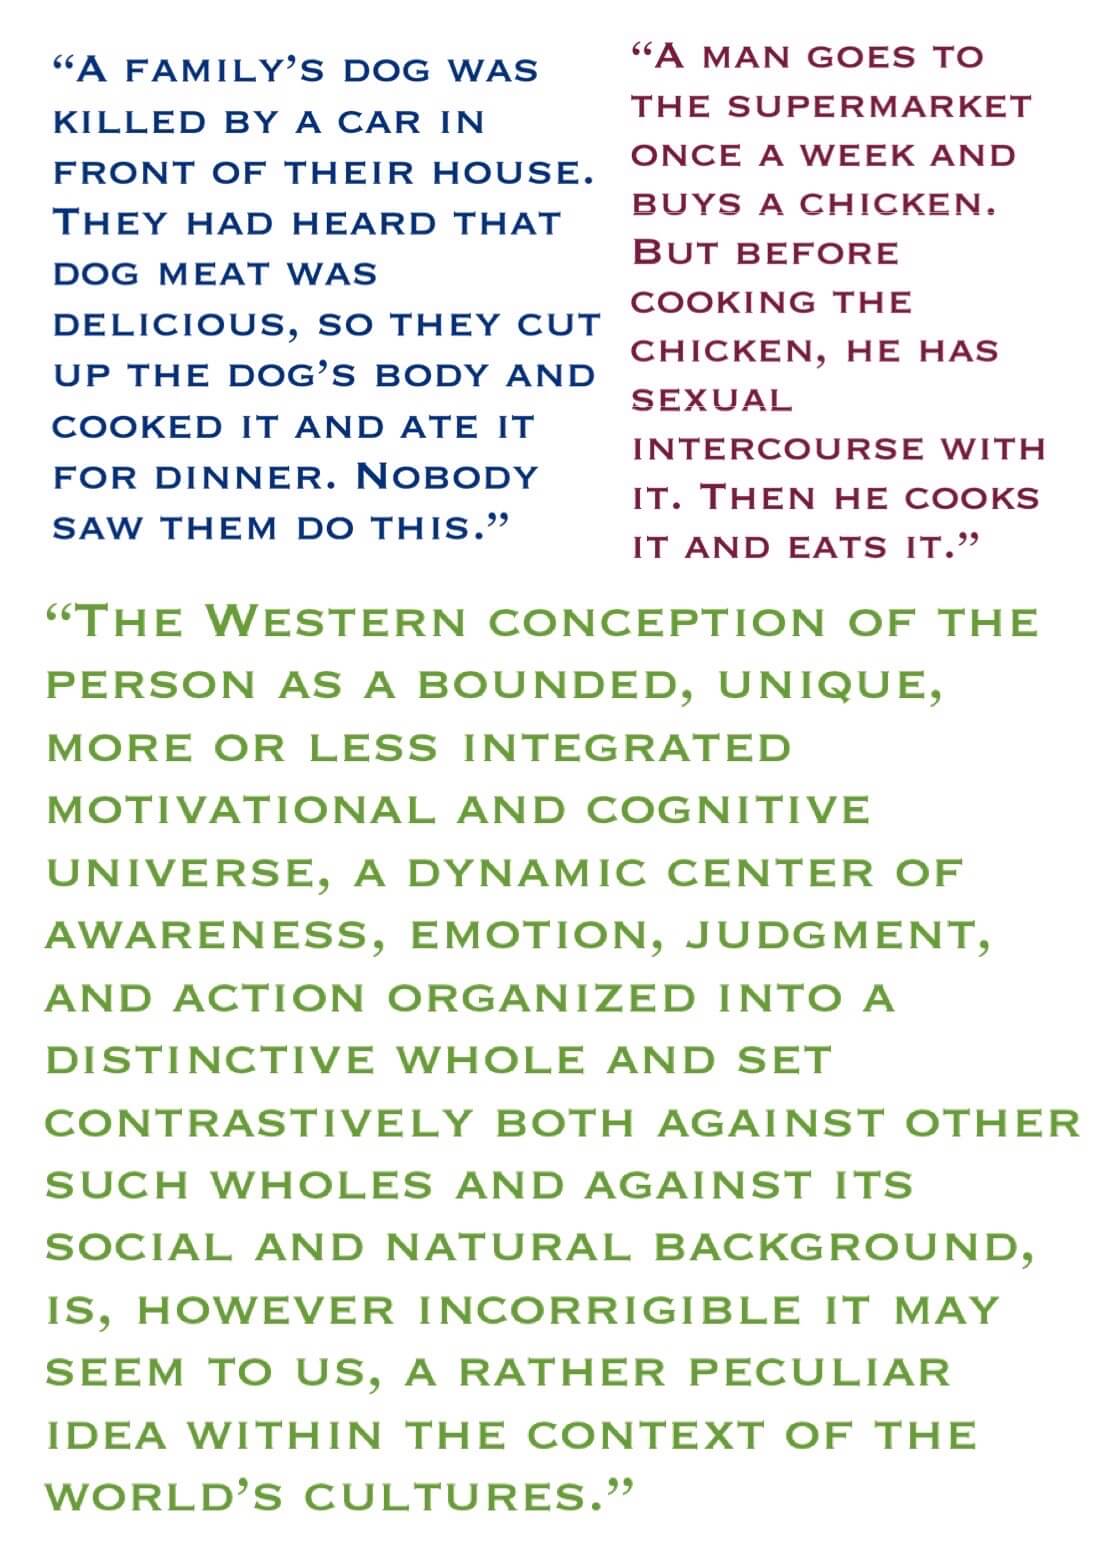 “A family’s dog was
killed by a car in
front of their house.
They had heard that
dog meat was
delicious, so they cut
up the dog’s body and
cooked it and ate it
for dinner. Nobody
saw them do this.”
“A man goes to
the supermarket
once a week and
buys a chicken.
But before
cooking the
chicken, he has
sexual
intercourse with
it. Then he cooks
it and eats it.”
“The Western conception of the
person as a bounded, unique,
more or less integrated
motivational and cognitive
universe, a dynamic center of
awareness, emotion, judgment,
and action organized into a
distinctive whole and set
contrastively both against other
such wholes and against its
social and natural background,
is, however incorrigible it may
seem to us, a rather peculiar
idea within the context of the
world’s cultures.”